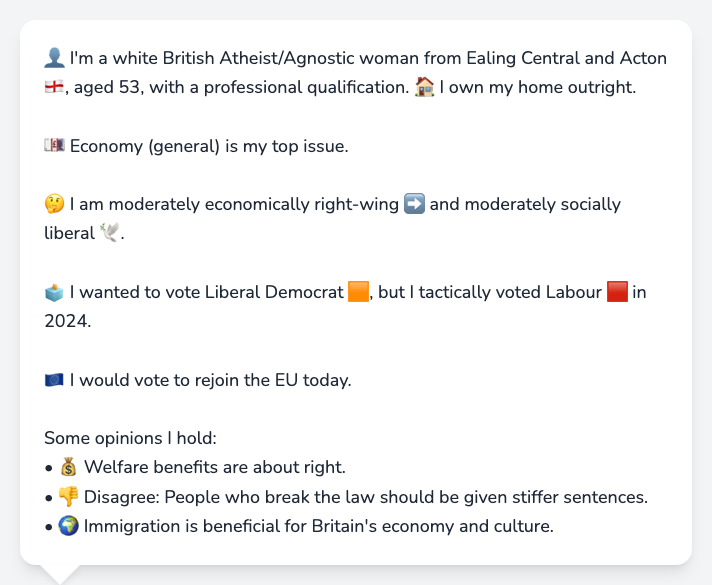 👤 I'm a white British Atheist/Agnostic woman from Ealing Central and Acton
🏴󠁧󠁢󠁥󠁮󠁧󠁿, aged 53, with a professional qualification. 🏠 I own my home outright.
💷 Economy (general) is my top issue.
🤔 I am moderately economically right-wing ➡️ and moderately socially
liberal 🕊️.
🗳️ I wanted to vote Liberal Democrat 🟧, but I tactically voted Labour 🟥 in
2024.
🇪🇺 I would vote to rejoin the EU today.
Some opinions I hold:
• 💰 Welfare benefits are about right.
• 👎 Disagree: People who break the law should be given stiffer sentences.
• 🌍 Immigration is beneficial for Britain's economy and culture.